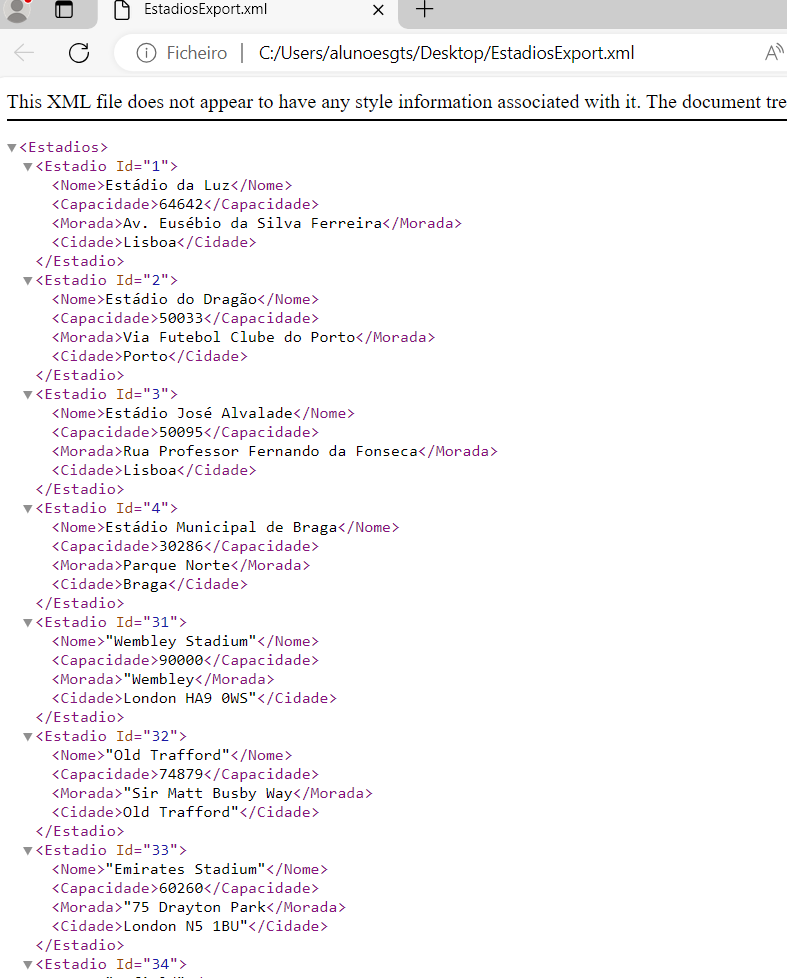 EstadiosExport.xml
Ficheiro | C:/Users/alunoesgts/Desktop/EstadiosExport.xml
This XML file does not appear to have any style information associated with it. The document tre
▼<Estadios>
▼<Estadio Id="1">
<Nome>Estádio da Luz</Nome>
<Capacidade>64642</Capacidade>
<Morada>Av. Eusébio da Silva Ferreira</Morada>
<Cidade>Lisboa</Cidade>
</Estadio>
▼<Estadio Id="2">
<Nome>Estádio do Dragão</Nome>
<Capacidade>50033</Capacidade>
<Morada>Via Futebol Clube do Porto</Morada>
<Cidade>Porto</Cidade>
</Estadio>
▼<Estadio Id="3">
<Nome>Estádio José Alvalade</Nome>
<Capacidade>50095</Capacidade>
<Morada>Rua Professor Fernando da Fonseca</Morada>
<Cidade>Lisboa</Cidade>
</Estadio>
▼<Estadio Id="4">
<Nome>Estádio Municipal de Braga</Nome>
<Capacidade>30286</Capacidade>
<Morada>Parque Norte</Morada>
<Cidade>Braga</Cidade>
</Estadio>
▼<Estadio Id="31">
<Nome>"Wembley Stadium"</Nome>
<Capacidade>90000</Capacidade>
<Morada>"Wembley</Morada>
<Cidade>London HA9 0WS"</Cidade>
</Estadio>
▼<Estadio Id="32">
<Nome>"Old Trafford"</Nome>
<Capacidade>74879</Capacidade>
<Morada>"Sir Matt Busby Way</Morada>
<Cidade>Old Trafford"</Cidade>
</Estadio>
▼<Estadio Id="33">
<Nome>"Emirates Stadium"</Nome>
<Capacidade>60260</Capacidade>
<Morada>"75 Drayton Park</Morada>
<Cidade>London N5 1BU"</Cidade>
</Estadio>
▼<Estadio Id="34">